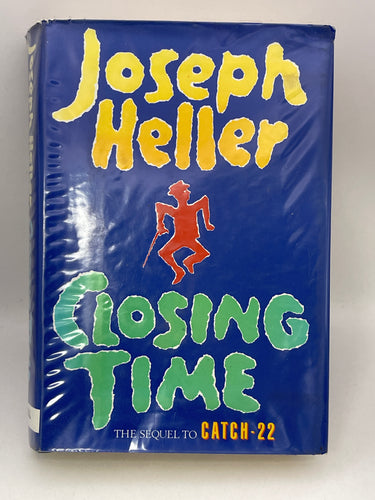 Joseph
Heller
CLOSING
TIME
THE SEQUEL TO CATCH-22